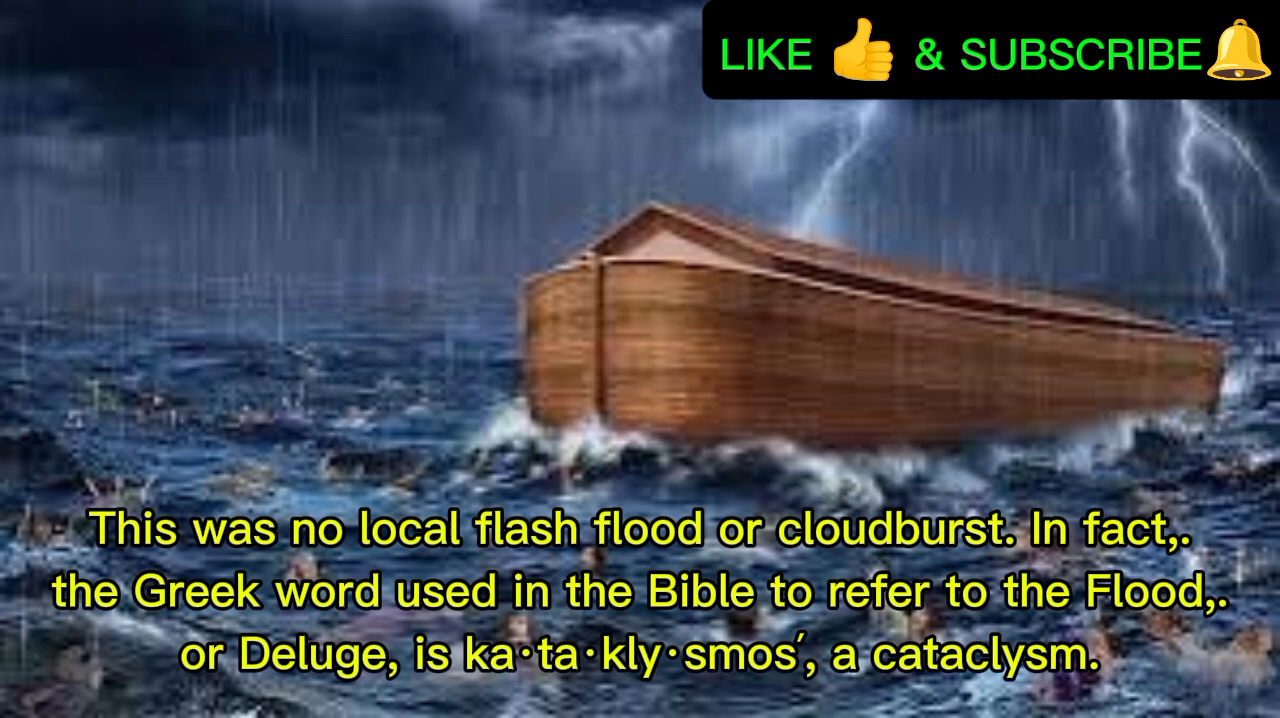 LIKE 👍 & SUBSCRIBE🔔
This was no local flash flood or cloudburst. In fact,.
the Greek word used in the Bible to refer to the Flood,.
or Deluge, is ka·ta·kly·smosʹ, a cataclysm.